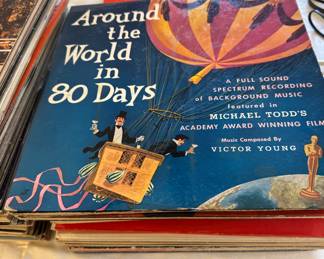 Around
the
World in
80 Days
A FULL SOUND
SPECTRUM RECORDING
of BACKGROUND MUSIC
featured in
MICHAEL TODD'S
ACADEMY AWARD WINNING FILM
Music Composed By
VICTOR YOUNG